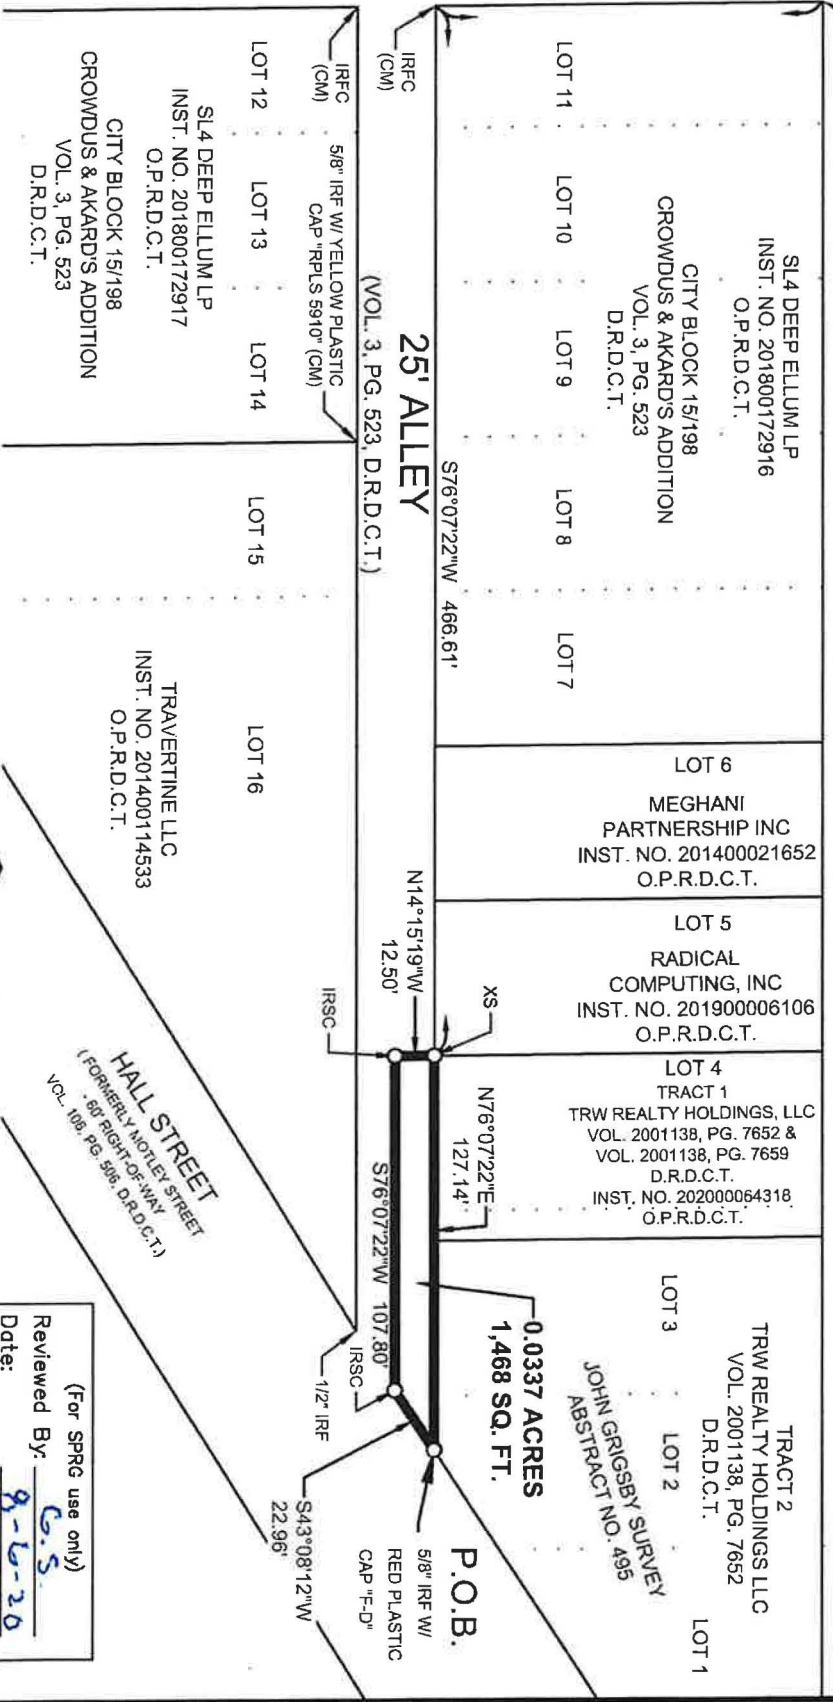 SL4 DEEP ELLUM LP
INST. NO. 201800172916
O.P.R.D.C.T.
CITY BLOCK 15/198
CROWDUS & AKARD'S ADDITION
VOL. 3, PG. 523
D.R.D.C.T.
LOT 11
LOT 10
LOT 9
LOT 8
LOT 7
LOT 6
MEGHANI
PARTNERSHIP INC
INST. NO. 201400021652
O.P.R.D.C.T.
LOT 5
RADICAL
COMPUTING, INC
INST. NO. 201900006106
O.P.R.D.C.T.
LOT 4
TRACT 1
TRW REALTY HOLDINGS, LLC
VOL. 2001138, PG. 7652 &
VOL. 2001138, PG. 7659
D.R.D.C.T.
INST. NO. 202000064318
O.P.R.D.C.T.
TRACT 2
TRW REALTY HOLDINGS LLC
VOL. 2001138, PG. 7652
D.R.D.C.T.
LOT 3
LOT 2
LOT 1
JOHN GRIGSBY SURVEY
ABSTRACT NO. 495
IRFC
(CM)
S76°07'22"W 466.61'
25' ALLEY
(VOL. 3, PG. 523, D.R.D.C.T.)
XS
N14°15'19"W
12.50'
IRSC
N76°07'22"E
127.14'
0.0337 ACRES
1,468 SQ. FT.
P.O.B.
5/8" IRF W/
RED PLASTIC
CAP "F-D"
S76°07'22"W 107.80'
IRSC
1/2" IRF
S43°08'12"W
22.96'
IRFC
(CM)
5/8" IRF W/ YELLOW PLASTIC
CAP "RPLS 5910" (CM)
LOT 12
LOT 13
LOT 14
LOT 15
LOT 16
SL4 DEEP ELLUM LP
INST. NO. 201800172917
O.P.R.D.C.T.
CITY BLOCK 15/198
CROWDUS & AKARD'S ADDITION
VOL. 3, PG. 523
D.R.D.C.T.
TRAVERTINE LLC
INST. NO. 201400114533
O.P.R.D.C.T.
HALL STREET
(FORMERLY MOTLEY STREET
- 60' RIGHT-OF-WAY
VOL. 106, PG. 506, D.R.D.C.T.)
(For SPRG use only)
Reviewed By: G.S.
Date: 8-6-20